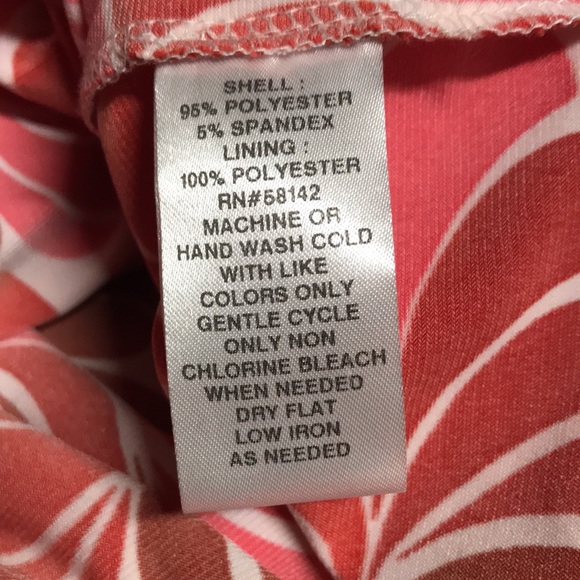 SHELL :
95% POLYESTER
5% SPANDEX
LINING :
100% POLYESTER
RN#58142
MACHINE OR
HAND WASH COLD
WITH LIKE
COLORS ONLY
GENTLE CYCLE
ONLY NON
CHLORINE BLEACH
WHEN NEEDED
DRY FLAT
LOW IRON
AS NEEDED